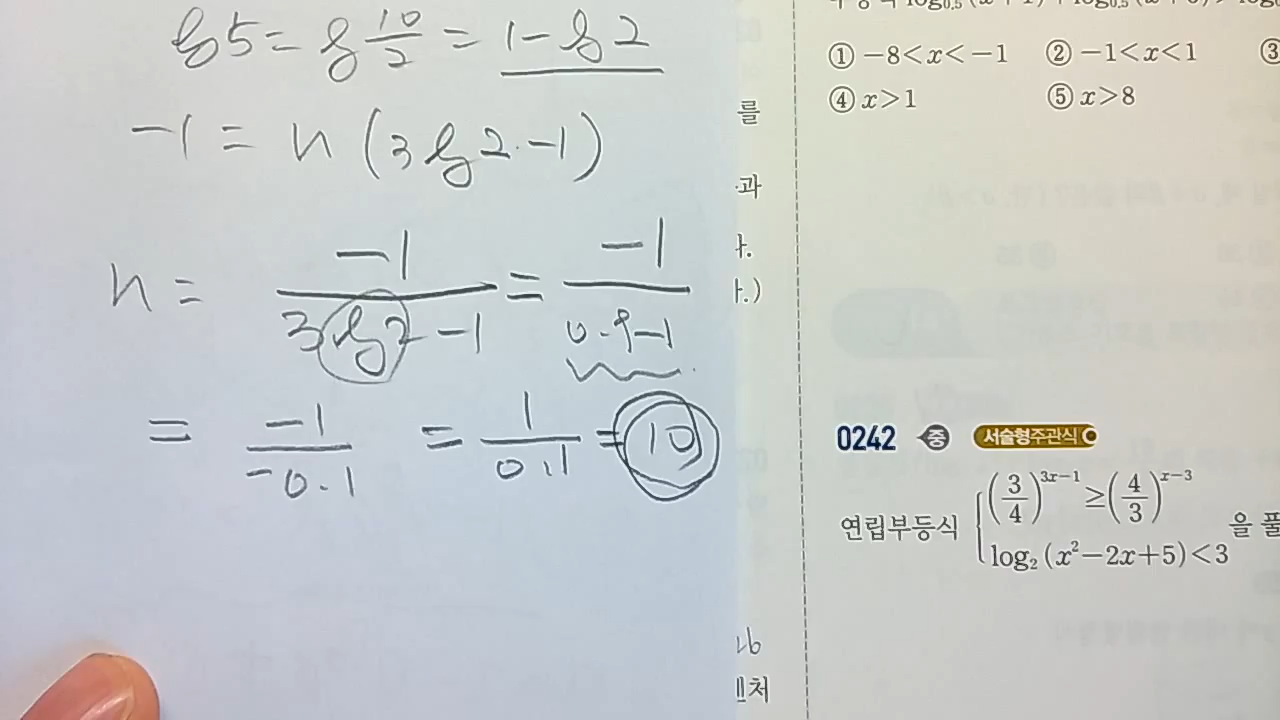 log5 = log 10/2 = 1 - log2
-1 = n (3log2 - 1)
n = -1/(3log2 - 1) = -1/(0.9-1)
= -1/-0.1 = 1/0.1 = 10
를
과
.)
① -8<x<-1 ② -1<x<1 ③
④ x>1 ⑤ x>8
0242 중 서술형주관식
연립부등식 { (3/4)^(3x-1) ≥ (4/3)^(x-3) 을 풀
log₂(x²-2x+5)<3